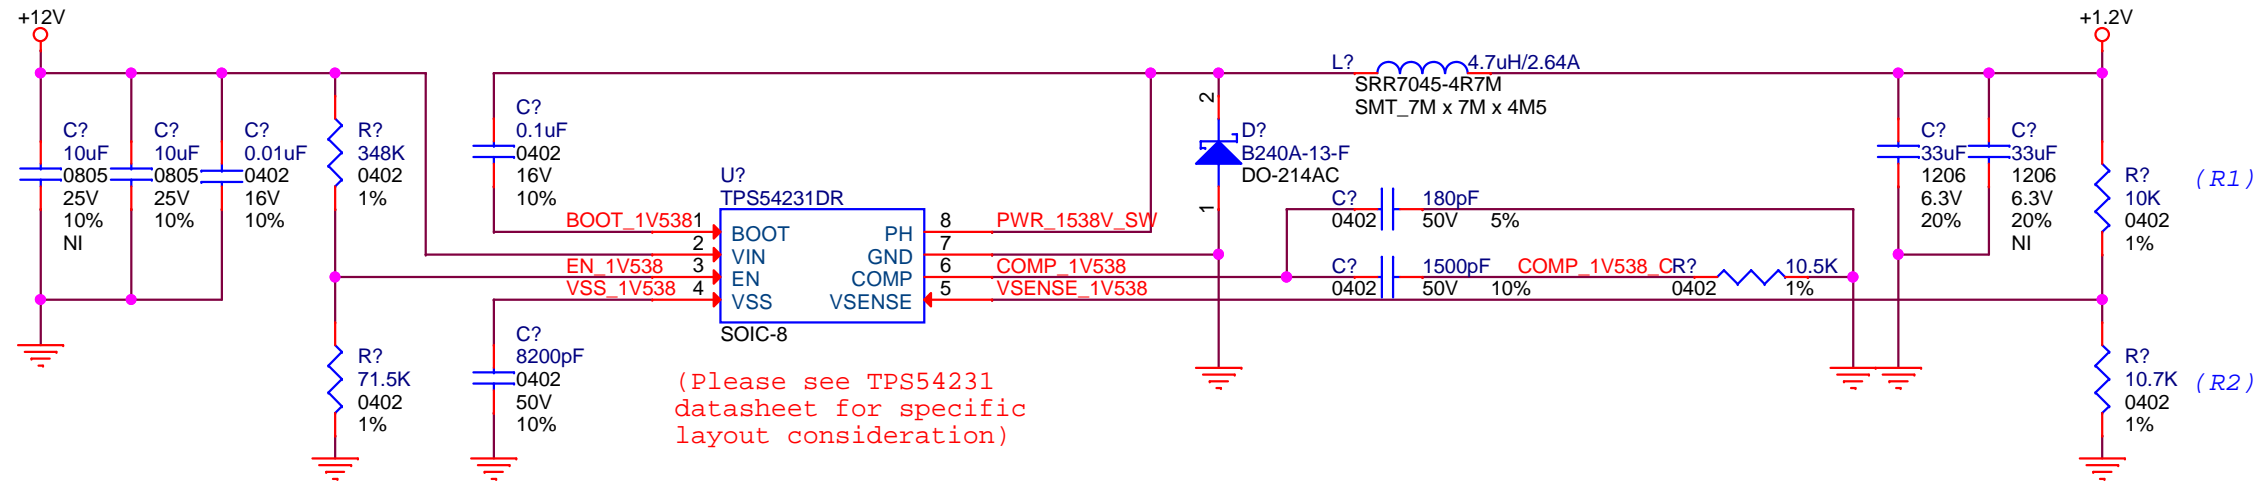 +12V
C?
10uF
0805
25V
10%
NI
C?
10uF
0805
25V
10%
C?
0.01uF
0402
16V
10%
R?
348K
0402
1%
R?
71.5K
0402
1%
C?
0.1uF
0402
16V
10%
BOOT_1V538
EN_1V538
VSS_1V538
C?
8200pF
0402
50V
10%
U?
TPS54231DR
1
2
3
4
BOOT
VIN
EN
VSS
PH
GND
COMP
VSENSE
8
7
6
5
SOIC-8
(Please see TPS54231
datasheet for specific
layout consideration)
PWR_1538V_SW
COMP_1V538
VSENSE_1V538
2
D?
B240A-13-F
DO-214AC
1
L?
4.7uH/2.64A
SRR7045-4R7M
SMT_7M x 7M x 4M5
C?
180pF
0402
50V
5%
C?
1500pF
0402
50V
10%
COMP_1V538_C
R?
10.5K
0402
1%
C?
33uF
1206
6.3V
20%
C?
33uF
1206
6.3V
20%
NI
+1.2V
R?
10K
0402
1%
(R1)
R?
10.7K
0402
1%
(R2)